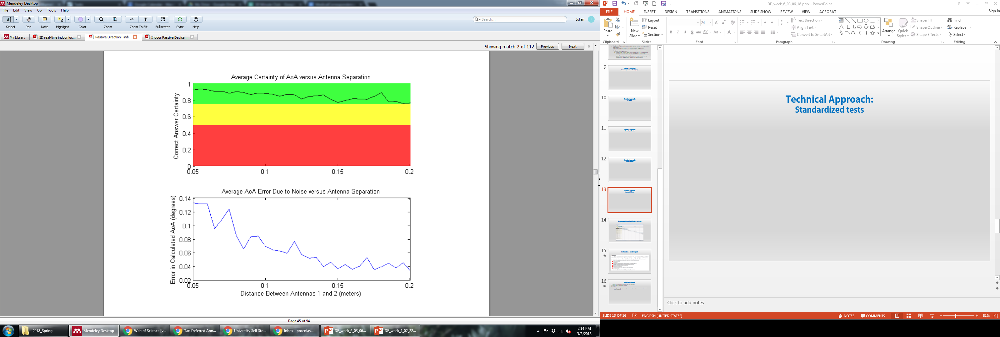 Mendeley Desktop
File Edit View Go Tools Help
Select Pan Note Highlight Color Zoom Zoom To Fit Fullscreen Sync Help
Search...
Julian JK
My Library 3D real-time indoor loc... Passive Direction Findi... Indoor Passive Device ...
Showing match 2 of 112 Previous Next
Average Certainty of AoA versus Antenna Separation
Correct Answer Certainty
1
0.8
0.6
0.4
0.2
0
0.05 0.1 0.15 0.2
Average AoA Error Due to Noise versus Antenna Separation
Error in Calculated AoA (degrees)
0.14
0.12
0.1
0.08
0.06
0.04
0.02
0.05 0.1 0.15 0.2
Distance Between Antennas 1 and 2 (meters)
Page 45 of 94
DF_week_6_03_06_18.pptx - PowerPoint
FILE HOME INSERT DESIGN TRANSITIONS ANIMATIONS SLIDE SHOW REVIEW VIEW ACROBAT
Sign in
Paste
New Slide
Layout
Reset
Section
24
B I U S abc AV Aa A
Text Direction
Align Text
Convert to SmartArt
Arrange
Quick Styles
Shape Fill
Shape Outline
Shape Effects
Find
Replace
Select
Clipboard Slides Font Paragraph Drawing Editing
9
10
11
12
13
14
15
16
Technical Approach:
Standardized tests
Click to add notes
SLIDE 13 OF 16 ENGLISH (UNITED STATES) NOTES COMMENTS 81%
2018_Spring Mendeley Desktop Web of Science [v... Tax-Deferred Ann... University Self Sto... Inbox - procnias... DF_week_6_03_06... DF_week_4_02_22...
2:14 PM
3/3/2018